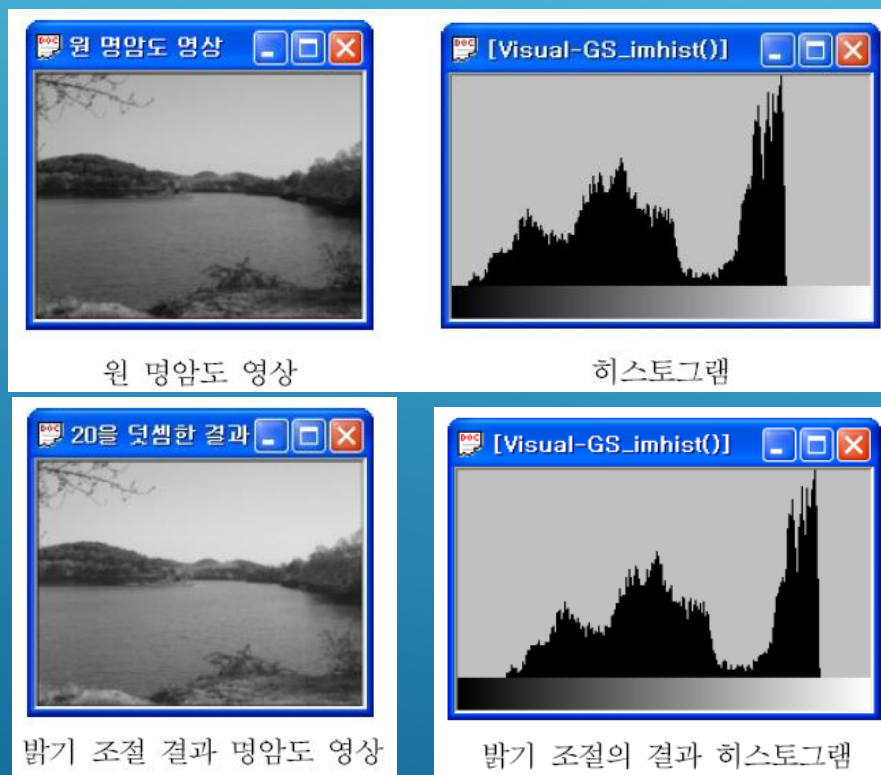 원 명암도 영상
[Visual-GS_imhist()]
원 명암도 영상
히스토그램
20을 덧셈한 결과
[Visual-GS_imhist()]
밝기 조절 결과 명암도 영상
밝기 조절의 결과 히스토그램